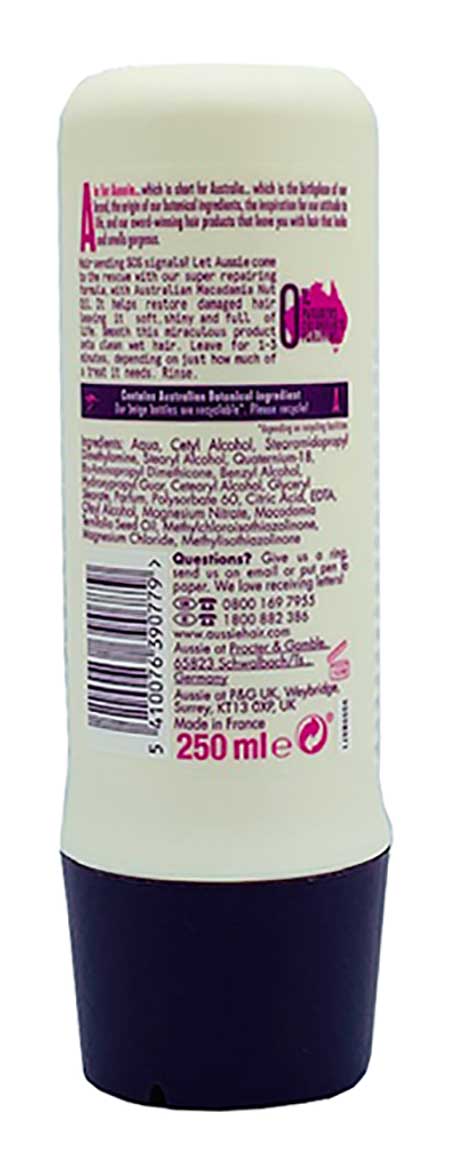 A is for Aussie... which is short for Australia... which is the birthplace of our
brand, the origin of our botanical ingredients, the inspiration for our attitude to
life, and our award-winning hair products that leave you with hair that looks
and smells gorgeous.
Hair sending SOS signals? Let Aussie come
to the rescue with our super repairing
formula, with Australian Macadamia Nut
Oil. It helps restore damaged hair
leaving it soft, shiny and full of
life. Smooth this miraculous product
onto clean wet hair. Leave for 1-3
minutes, depending on just how much of
a treat it needs. Rinse.
0%
Contains Australian Botanical Ingredient
Our beige bottles are recyclable*. Please recycle!
*Depending on recycling facilities
Ingredients: Aqua, Cetyl Alcohol, Stearamidopropyl
Dimethylamine, Stearyl Alcohol, Quaternium-18,
Bis-Aminopropyl Dimethicone, Benzyl Alcohol,
Hydroxypropyl Guar, Cetearyl Alcohol, Glyceryl
Stearate, Parfum, Polysorbate 60, Citric Acid, EDTA,
Oleyl Alcohol, Magnesium Nitrate, Macadamia
Ternifolia Seed Oil, Methylchloroisothiazolinone,
Magnesium Chloride, Methylisothiazolinone
Questions? Give us a ring,
send us an email or put pen to
paper. We love receiving letters!
0800 169 7955
1800 882 386
www.aussiehair.com
Aussie at Procter & Gamble,
65823 Schwalbach/Ts.,
Germany
Aussie at P&G UK, Weybridge,
Surrey, KT13 0XP, UK
Made in France
250 ml e
5 410076 390779 >